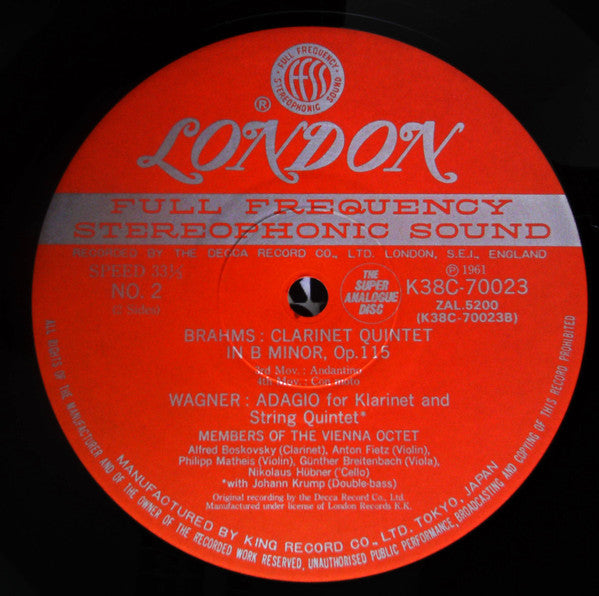 FULL FREQUENCY
ffss
STEREOPHONIC SOUND
® LONDON
FULL FREQUENCY
STEREOPHONIC SOUND
RECORDED BY THE DECCA RECORD CO., LTD. LONDON, S.E.I., ENGLAND
SPEED 33⅓
NO. 2
(2 Sides)
THE
SUPER
ANALOGUE
DISC
Ⓟ 1961
K38C-70023
ZAL.5200
(K38C-70023B)
BRAHMS : CLARINET QUINTET
IN B MINOR, Op.115
3rd Mov. : Andantino
4th Mov. : Con moto
WAGNER : ADAGIO for Klarinet and
String Quintet*
MEMBERS OF THE VIENNA OCTET
Alfred Boskovsky (Clarinet), Anton Fietz (Violin),
Philipp Matheis (Violin), Günther Breitenbach (Viola),
Nikolaus Hübner ('Cello)
*with Johann Krump (Double-bass)
Original recording by the Decca Record Co., Ltd.
Manufactured under license of London Records K.K.
MANUFACTURED BY KING RECORD CO., LTD. TOKYO, JAPAN
ALL RIGHTS OF THE MANUFACTURER AND OF THE OWNER OF THE RECORDED WORK RESERVED, UNAUTHORISED PUBLIC PERFORMANCE, BROADCASTING AND COPYING OF THIS RECORD PROHIBITED